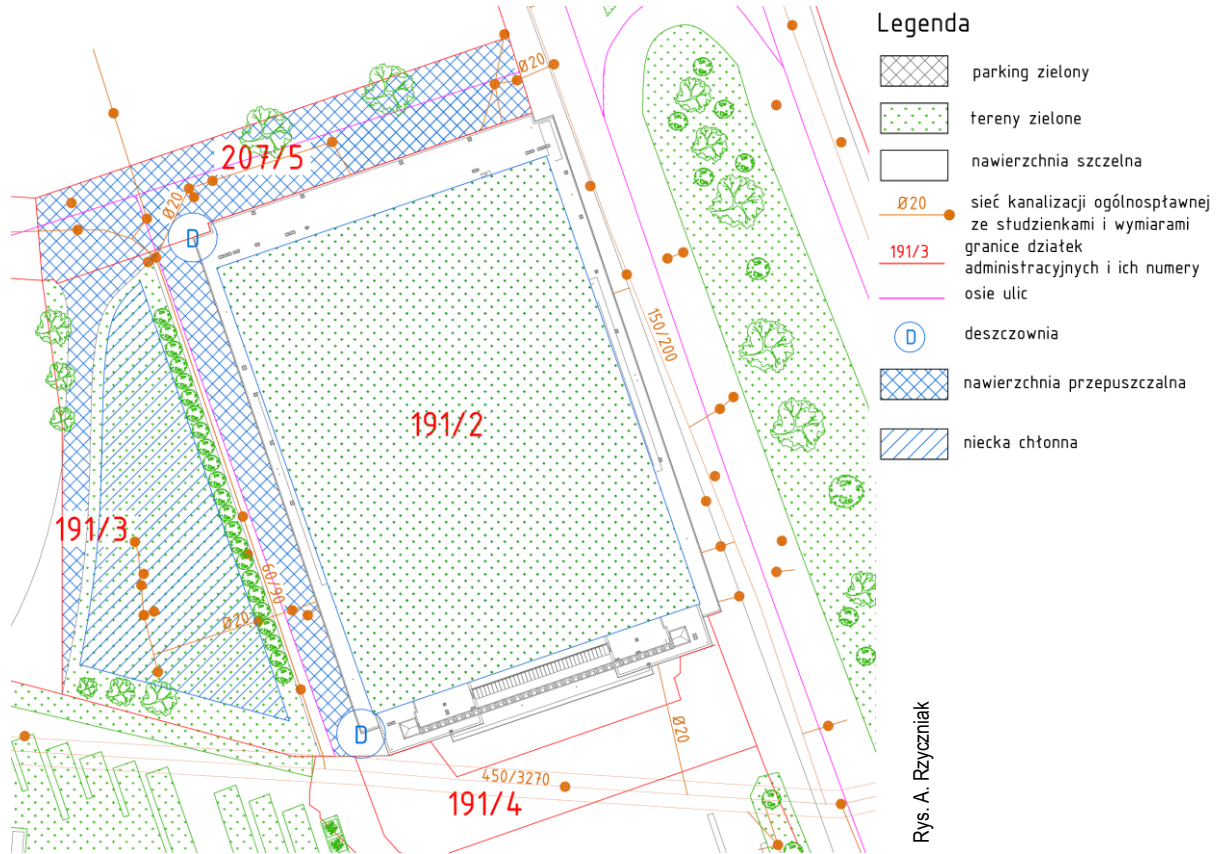 Legenda
parking zielony
tereny zielone
nawierzchnia szczelna
Ø20
sieć kanalizacji ogólnospławnej
ze studzienkami i wymiarami
191/3
granice działek
administracyjnych i ich numery
osie ulic
D
deszczownia
nawierzchnia przepuszczalna
niecka chłonna
Ø20
207/5
Ø20
D
150/200
191/2
191/3
60/90
Ø20
D
Ø20
450/3270
191/4
Rys. A. Rzyczniak